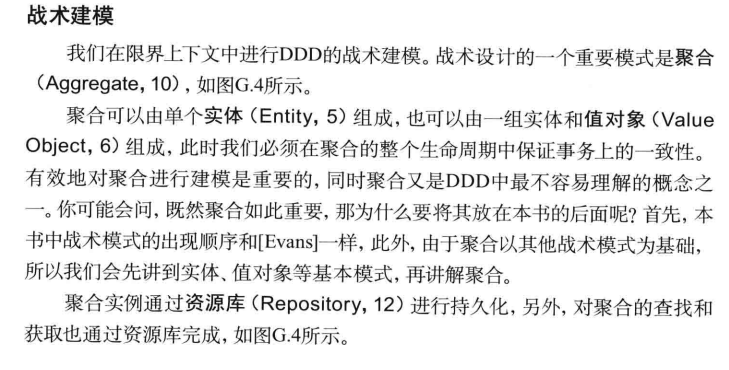 战术建模
我们在限界上下文中进行DDD的战术建模。战术设计的一个重要模式是聚合
（Aggregate, 10），如图G.4所示。
聚合可以由单个实体（Entity, 5）组成，也可以由一组实体和值对象（Value
Object, 6）组成，此时我们必须在聚合的整个生命周期中保证事务上的一致性。
有效地对聚合进行建模是重要的，同时聚合又是DDD中最不容易理解的概念之
一。你可能会问，既然聚合如此重要，那为什么要将其放在本书的后面呢？首先，本
书中战术模式的出现顺序和[Evans]一样，此外，由于聚合以其他战术模式为基础，
所以我们会先讲到实体、值对象等基本模式，再讲解聚合。
聚合实例通过资源库（Repository, 12）进行持久化，另外，对聚合的查找和
获取也通过资源库完成，如图G.4所示。